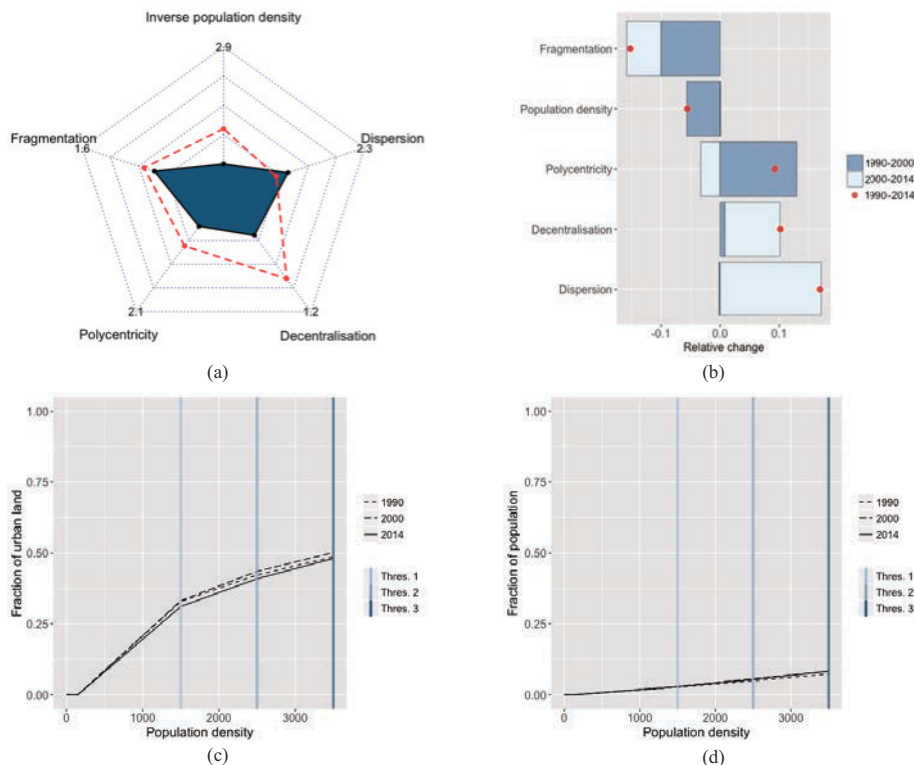 Inverse population density
2.9
Fragmentation
1.6
Dispersion
2.3
2.1
1.2
Polycentricity
Decentralisation
(a)
Fragmentation
Population density
Polycentricity
Decentralisation
Dispersion
-0.1
0.0
0.1
Relative change
1990-2000
2000-2014
1990-2014
(b)
1.00
0.75
0.50
0.25
0.00
Fraction of urban land
0
1000
2000
3000
Population density
1990
2000
2014
Thres. 1
Thres. 2
Thres. 3
(c)
1.00
0.75
0.50
0.25
0.00
Fraction of population
0
1000
2000
3000
Population density
1990
2000
2014
Thres. 1
Thres. 2
Thres. 3
(d)